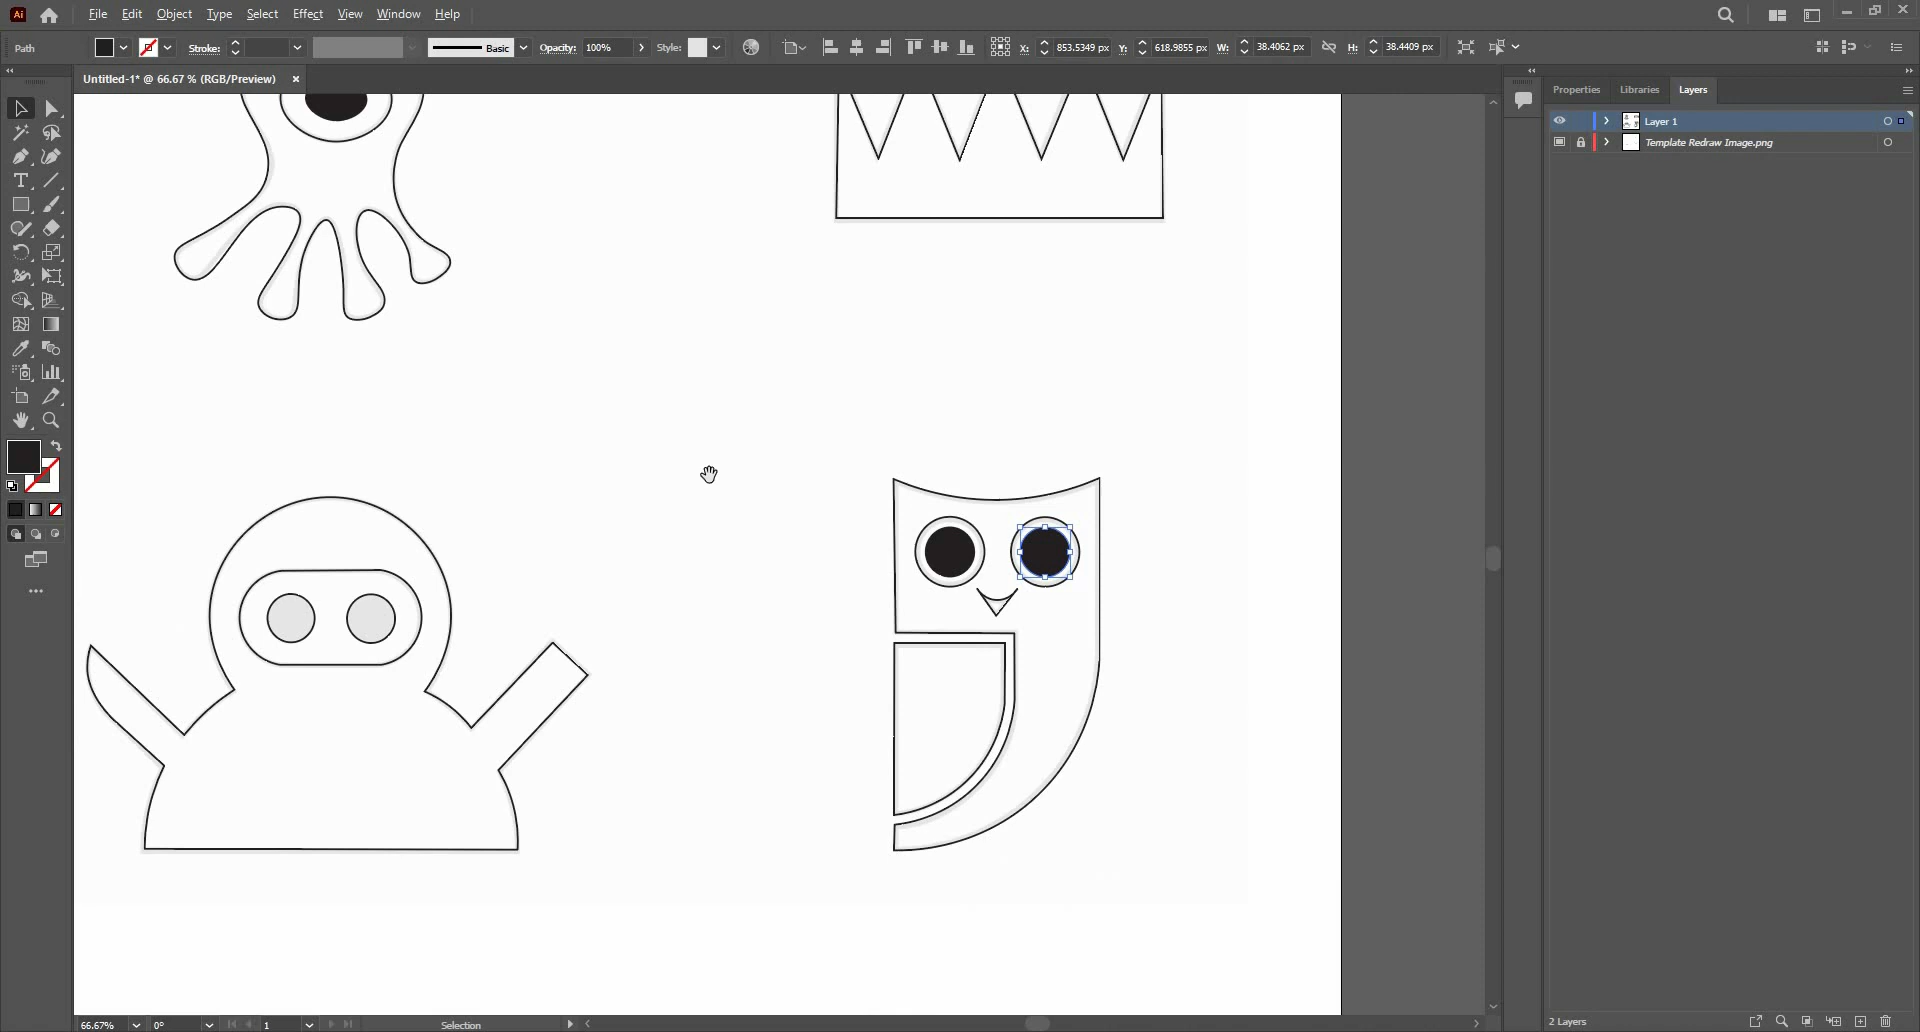 Ai File Edit Object Type Select Effect View Window Help
Path Stroke: Basic Opacity: 100% Style: X: 853.5349 px Y: 618.9855 px W: 38.4062 px H: 38.4409 px
Untitled-1* @ 66.67 % (RGB/Preview)
Properties Libraries Layers
Layer 1
Template Redraw Image.png
66.67% 0° 1 Selection
2 Layers